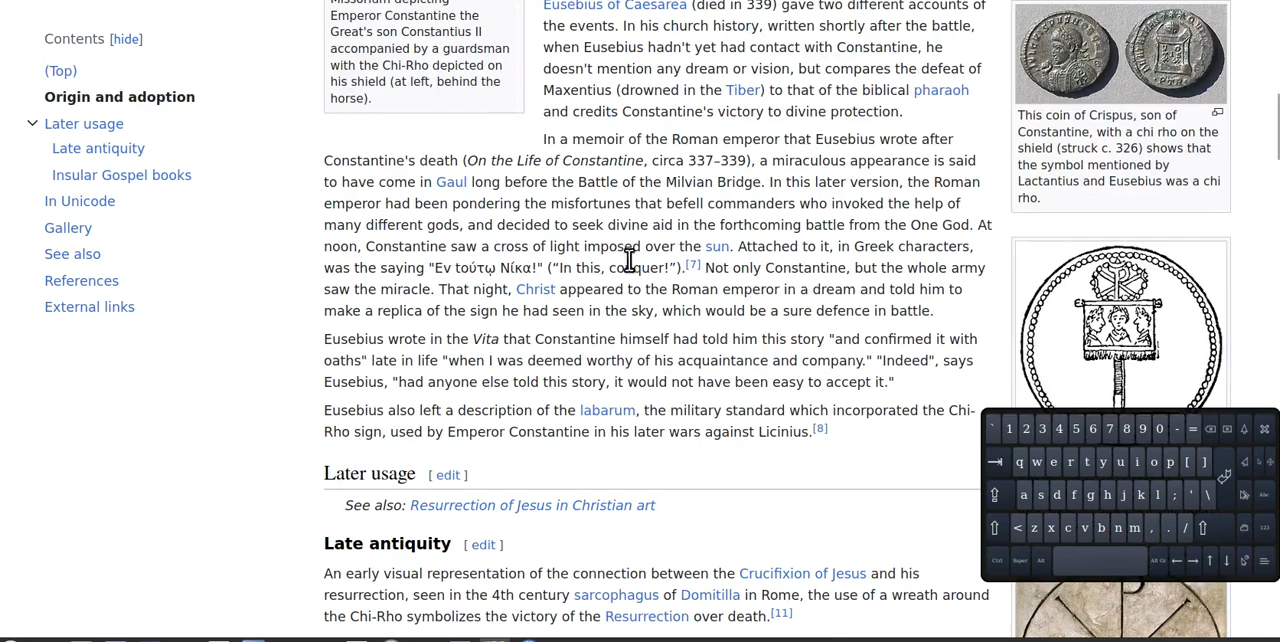 Missorium depicting
Emperor Constantine the
Great's son Constantius II
accompanied by a guardsman
with the Chi-Rho depicted on
his shield (at left, behind the
horse).
Contents [hide]
(Top)
Origin and adoption
Later usage
Late antiquity
Insular Gospel books
In Unicode
Gallery
See also
References
External links
Eusebius of Caesarea (died in 339) gave two different accounts of
the events. In his church history, written shortly after the battle,
when Eusebius hadn't yet had contact with Constantine, he
doesn't mention any dream or vision, but compares the defeat of
Maxentius (drowned in the Tiber) to that of the biblical pharaoh
and credits Constantine's victory to divine protection.
In a memoir of the Roman emperor that Eusebius wrote after
Constantine's death (On the Life of Constantine, circa 337–339), a miraculous appearance is said
to have come in Gaul long before the Battle of the Milvian Bridge. In this later version, the Roman
emperor had been pondering the misfortunes that befell commanders who invoked the help of
many different gods, and decided to seek divine aid in the forthcoming battle from the One God. At
noon, Constantine saw a cross of light imposed over the sun. Attached to it, in Greek characters,
was the saying "Εν τούτῳ Νίκα!" (“In this, conquer!”).[7] Not only Constantine, but the whole army
saw the miracle. That night, Christ appeared to the Roman emperor in a dream and told him to
make a replica of the sign he had seen in the sky, which would be a sure defence in battle.
Eusebius wrote in the Vita that Constantine himself had told him this story "and confirmed it with
oaths" late in life "when I was deemed worthy of his acquaintance and company." "Indeed", says
Eusebius, "had anyone else told this story, it would not have been easy to accept it."
Eusebius also left a description of the labarum, the military standard which incorporated the Chi-
Rho sign, used by Emperor Constantine in his later wars against Licinius.[8]
Later usage [ edit ]
See also: Resurrection of Jesus in Christian art
Late antiquity [ edit ]
An early visual representation of the connection between the Crucifixion of Jesus and his
resurrection, seen in the 4th century sarcophagus of Domitilla in Rome, the use of a wreath around
the Chi-Rho symbolizes the victory of the Resurrection over death.[11]
This coin of Crispus, son of
Constantine, with a chi rho on the
shield (struck c. 326) shows that
the symbol mentioned by
Lactantius and Eusebius was a chi
rho.
` 1 2 3 4 5 6 7 8 9 0 - =
q w e r t y u i o p [ ]
a s d f g h j k l ; ' \ Abc
< z x c v b n m , . / 123
Ctrl Super Alt Alt Gr